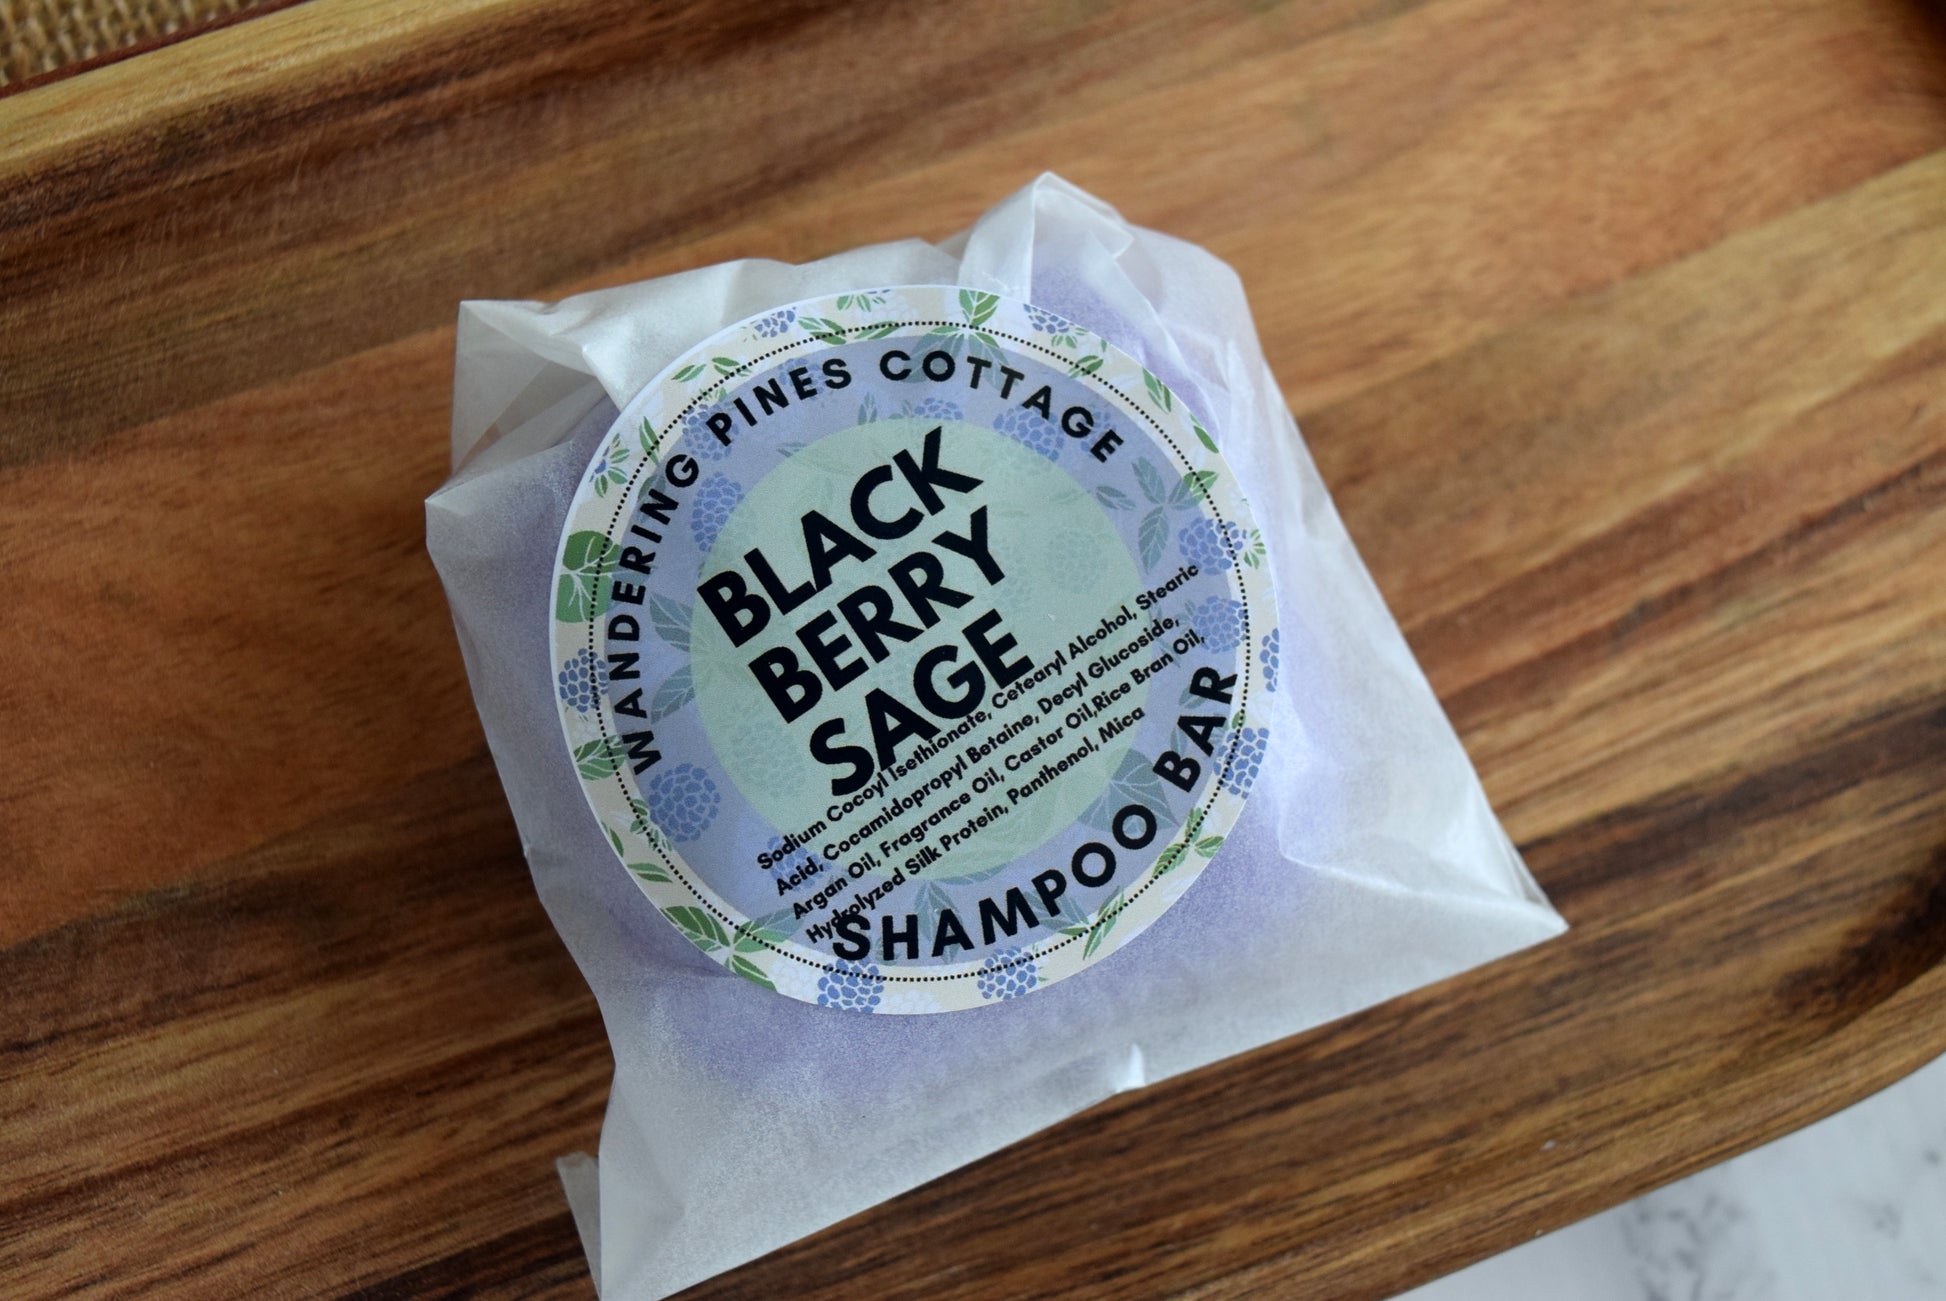 WANDERING PINES COTTAGE
BLACK
BERRY
SAGE
Sodium Cocoyl Isethionate, Cetearyl Alcohol, Stearic
Acid, Cocamidopropyl Betaine, Decyl Glucoside,
Argan Oil, Fragrance Oil, Castor Oil,Rice Bran Oil,
Hydrolyzed Silk Protein, Panthenol, Mica
SHAMPOO BAR